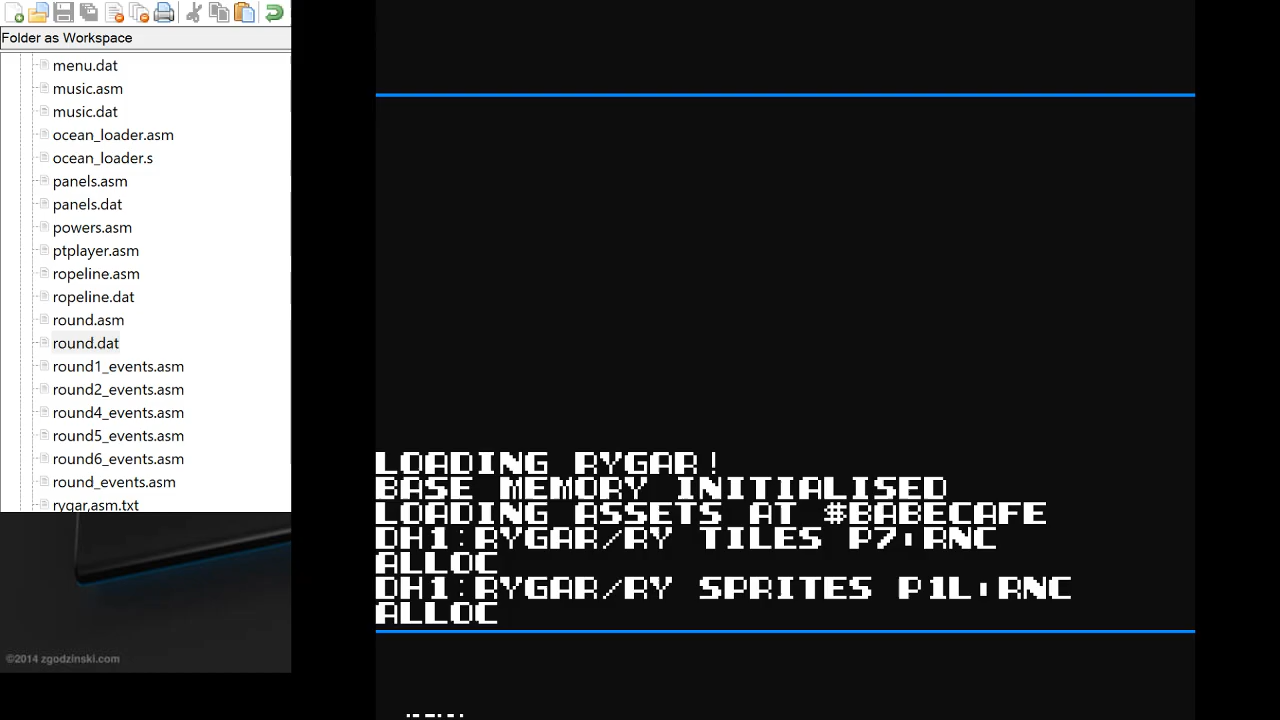 Folder as Workspace
menu.dat
music.asm
music.dat
ocean_loader.asm
ocean_loader.s
panels.asm
panels.dat
powers.asm
ptplayer.asm
ropeline.asm
ropeline.dat
round.asm
round.dat
round1_events.asm
round2_events.asm
round4_events.asm
round5_events.asm
round6_events.asm
round_events.asm
rygar,asm.txt
©2014 zgodzinski.com
LOADING RYGAR!
BASE MEMORY INITIALISED
LOADING ASSETS AT #BABECAFE
DH1:RYGAR/RY TILES P7.RNC
ALLOC
DH1:RYGAR/RY SPRITES P1L.RNC
ALLOC